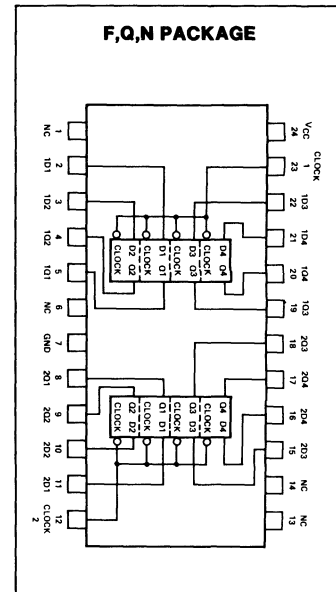 F,Q,N PACKAGE
NC 1
1D1 2
1D2 3
1Q2 4
1Q1 5
NC 6
GND 7
2Q1 8
2Q2 9
2D2 10
2D1 11
CLOCK 2 12
24 VCC
23 CLOCK 1
22 1D3
21 1D4
20 1Q4
19 1Q3
18 2Q3
17 2Q4
16 2D4
15 2D3
14 NC
13 NC
CLOCK D2 Q2
CLOCK D1 Q1
CLOCK D3 Q3
CLOCK D4 Q4
CLOCK Q2 D2
CLOCK Q1 D1
CLOCK Q3 D3
CLOCK Q4 D4